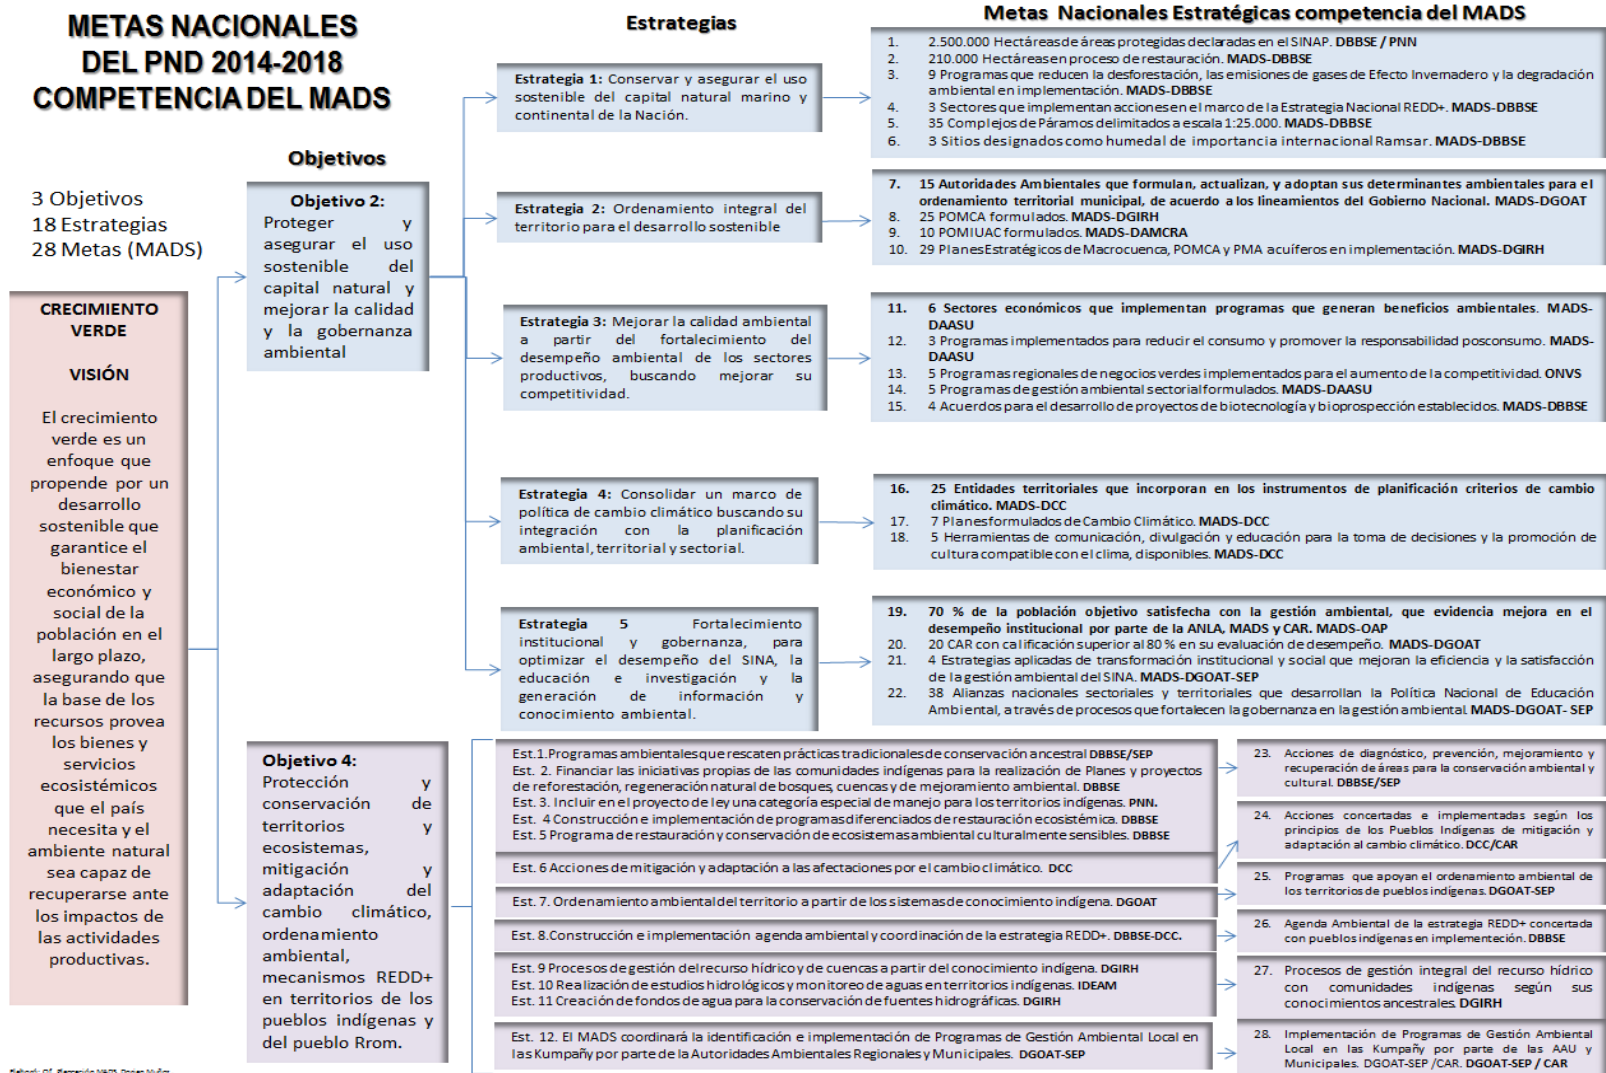 METAS NACIONALES
DEL PND 2014-2018
COMPETENCIA DEL MADS
3 Objetivos
18 Estrategias
28 Metas (MADS)
CRECIMIENTO
VERDE
VISIÓN
El crecimiento
verde es un
enfoque que
propende por un
desarrollo
sostenible que
garantice el
bienestar
económico y
social de la
población en el
largo plazo,
asegurando que
la base de los
recursos provea
los bienes y
servicios
ecosistémicos
que el país
necesita y el
ambiente natural
sea capaz de
recuperarse ante
los impactos de
las actividades
productivas.
Objetivos
Objetivo 2:
Proteger y
asegurar el uso
sostenible del
capital natural y
mejorar la calidad
y la gobernanza
ambiental
Estrategias
Estrategia 1: Conservar y asegurar el uso
sostenible del capital natural marino y
continental de la Nación.
Estrategia 2: Ordenamiento integral del
territorio para el desarrollo sostenible
Estrategia 3: Mejorar la calidad ambiental
a partir del fortalecimiento del
desempeño ambiental de los sectores
productivos, buscando mejorar su
competitividad.
Estrategia 4: Consolidar un marco de
política de cambio climático buscando su
integración con la planificación
ambiental, territorial y sectorial.
Estrategia 5 Fortalecimiento
institucional y gobernanza, para
optimizar el desempeño del SINA, la
educación e investigación y la
generación de información y
conocimiento ambiental.
Metas Nacionales Estratégicas competencia del MADS
1. 2.500.000 Hectáreas de áreas protegidas declaradas en el SINAP. DBBSE / PNN
2. 210.000 Hectáreas en proceso de restauración. MADS-DBBSE
3. 9 Programas que reducen la desforestación, las emisiones de gases de Efecto Invernadero y la degradación
ambiental en implementación. MADS-DBBSE
4. 3 Sectores que implementan acciones en el marco de la Estrategia Nacional REDD+. MADS-DBBSE
5. 35 Complejos de Páramos delimitados a escala 1:25.000. MADS-DBBSE
6. 3 Sitios designados como humedal de importancia internacional Ramsar. MADS-DBBSE
7. 15 Autoridades Ambientales que formulan, actualizan, y adoptan sus determinantes ambientales para el
ordenamiento territorial municipal, de acuerdo a los lineamientos del Gobierno Nacional. MADS-DGOAT
8. 25 POMCA formulados. MADS-DGIRH
9. 10 POMIUAC formulados. MADS-DAMCRA
10. 29 Planes Estratégicos de Macrocuenca, POMCA y PMA acuíferos en implementación. MADS-DGIRH
11. 6 Sectores económicos que implementan programas que generan beneficios ambientales. MADS-
DAASU
12. 3 Programas implementados para reducir el consumo y promover la responsabilidad posconsumo. MADS-
DAASU
13. 5 Programas regionales de negocios verdes implementados para el aumento de la competitividad. ONVS
14. 5 Programas de gestión ambiental sectorial formulados. MADS-DAASU
15. 4 Acuerdos para el desarrollo de proyectos de biotecnología y bioprospección establecidos. MADS-DBBSE
16. 25 Entidades territoriales que incorporan en los instrumentos de planificación criterios de cambio
climático. MADS-DCC
17. 7 Planes formulados de Cambio Climático. MADS-DCC
18. 5 Herramientas de comunicación, divulgación y educación para la toma de decisiones y la promoción de
cultura compatible con el clima, disponibles. MADS-DCC
19. 70 % de la población objetivo satisfecha con la gestión ambiental, que evidencia mejora en el
desempeño institucional por parte de la ANLA, MADS y CAR. MADS-OAP
20. 20 CAR con calificación superior al 80 % en su evaluación de desempeño. MADS-DGOAT
21. 4 Estrategias aplicadas de transformación institucional y social que mejoran la eficiencia y la satisfacción
de la gestión ambiental del SINA. MADS-DGOAT-SEP
22. 38 Alianzas nacionales sectoriales y territoriales que desarrollan la Política Nacional de Educación
Ambiental, a través de procesos que fortalecen la gobernanza en la gestión ambiental. MADS-DGOAT- SEP
Objetivo 4:
Protección y
conservación de
territorios y
ecosistemas,
mitigación y
adaptación del
cambio climático,
ordenamiento
ambiental,
mecanismos REDD+
en territorios de los
pueblos indígenas y
del pueblo Rrom.
Est.1.Programas ambientales que rescaten prácticas tradicionales de conservación ancestral DBBSE/SEP
Est. 2. Financiar las iniciativas propias de las comunidades indígenas para la realización de Planes y proyectos
de reforestación, regeneración natural de bosques, cuencas y de mejoramiento ambiental. DBBSE
Est. 3. Incluir en el proyecto de ley una categoría especial de manejo para los territorios indígenas. PNN.
Est. 4 Construcción e implementación de programas diferenciados de restauración ecosistémica. DBBSE
Est. 5 Programa de restauración y conservación de ecosistemas ambiental culturalmente sensibles. DBBSE
Est. 6 Acciones de mitigación y adaptación a las afectaciones por el cambio climático. DCC
Est. 7. Ordenamiento ambiental del territorio a partir de los sistemas de conocimiento indígena. DGOAT
Est. 8.Construcción e implementación agenda ambiental y coordinación de la estrategia REDD+. DBBSE-DCC.
Est. 9 Procesos de gestión del recurso hídrico y de cuencas a partir del conocimiento indígena. DGIRH
Est. 10 Realización de estudios hidrológicos y monitoreo de aguas en territorios indígenas. IDEAM
Est. 11 Creación de fondos de agua para la conservación de fuentes hidrográficas. DGIRH
Est. 12. El MADS coordinará la identificación e implementación de Programas de Gestión Ambiental Local en
las Kumpañy por parte de la Autoridades Ambientales Regionales y Municipales. DGOAT-SEP
23. Acciones de diagnóstico, prevención, mejoramiento y
recuperación de áreas para la conservación ambiental y
cultural. DBBSE/SEP
24. Acciones concertadas e implementadas según los
principios de los Pueblos Indígenas de mitigación y
adaptación al cambio climático. DCC/CAR
25. Programas que apoyan el ordenamiento ambiental de
los territorios de pueblos indígenas. DGOAT-SEP
26. Agenda Ambiental de la estrategia REDD+ concertada
con pueblos indígenas en implementeción. DBBSE
27. Procesos de gestión integral del recurso hídrico
con comunidades indígenas según sus
conocimientos ancestrales. DGIRH
28. Implementación de Programas de Gestión Ambiental
Local en las Kumpañy por parte de las AAU y
Municipales. DGOAT-SEP /CAR. DGOAT-SEP / CAR